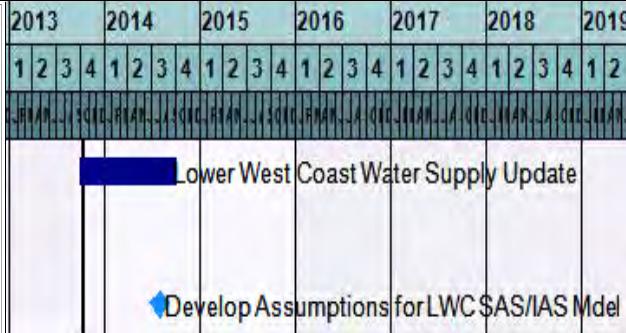 2013 2014 2015 2016 2017 2018 2019
1 2 3 4 1 2 3 4 1 2 3 4 1 2 3 4 1 2 3 4 1 2 3 4 1 2
Lower West Coast Water Supply Update
Develop Assumptions for LWC SAS/IAS Mdel